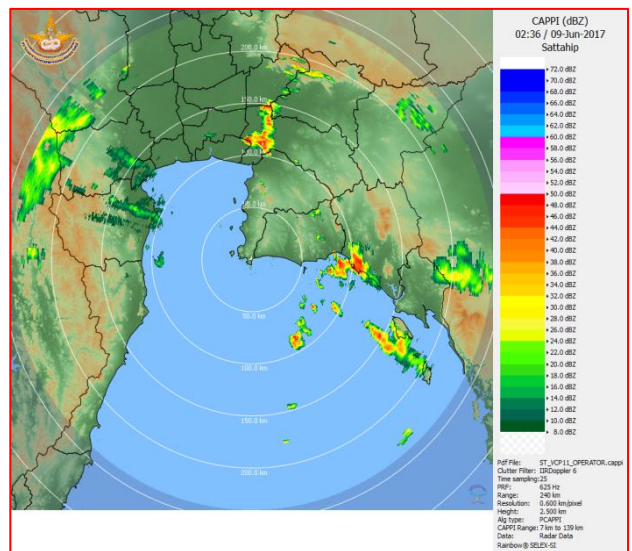 CAPPI (dBZ)
02:36 / 09-Jun-2017
Sattahip
72.0 dBZ
70.0 dBZ
68.0 dBZ
66.0 dBZ
64.0 dBZ
62.0 dBZ
60.0 dBZ
58.0 dBZ
56.0 dBZ
54.0 dBZ
52.0 dBZ
50.0 dBZ
48.0 dBZ
46.0 dBZ
44.0 dBZ
42.0 dBZ
40.0 dBZ
38.0 dBZ
36.0 dBZ
34.0 dBZ
32.0 dBZ
30.0 dBZ
28.0 dBZ
26.0 dBZ
24.0 dBZ
22.0 dBZ
20.0 dBZ
18.0 dBZ
16.0 dBZ
14.0 dBZ
12.0 dBZ
10.0 dBZ
8.0 dBZ
Pdf File: ST_VCP11_OPERATOR.cappi
Clutter Filter: IIRDoppler 6
Time sampling:25
PRF: 625 Hz
Range: 240 km
Resolution: 0.600 km/pixel
Height: 2.500 km
Alg type: PCAPPI
CAPPI Range: 7 km to 139 km
Data: Radar Data
Rainbow® SELEX-SI
200.0 km
150.0 km
50.0 km
100.0 km
150.0 km
200.0 km